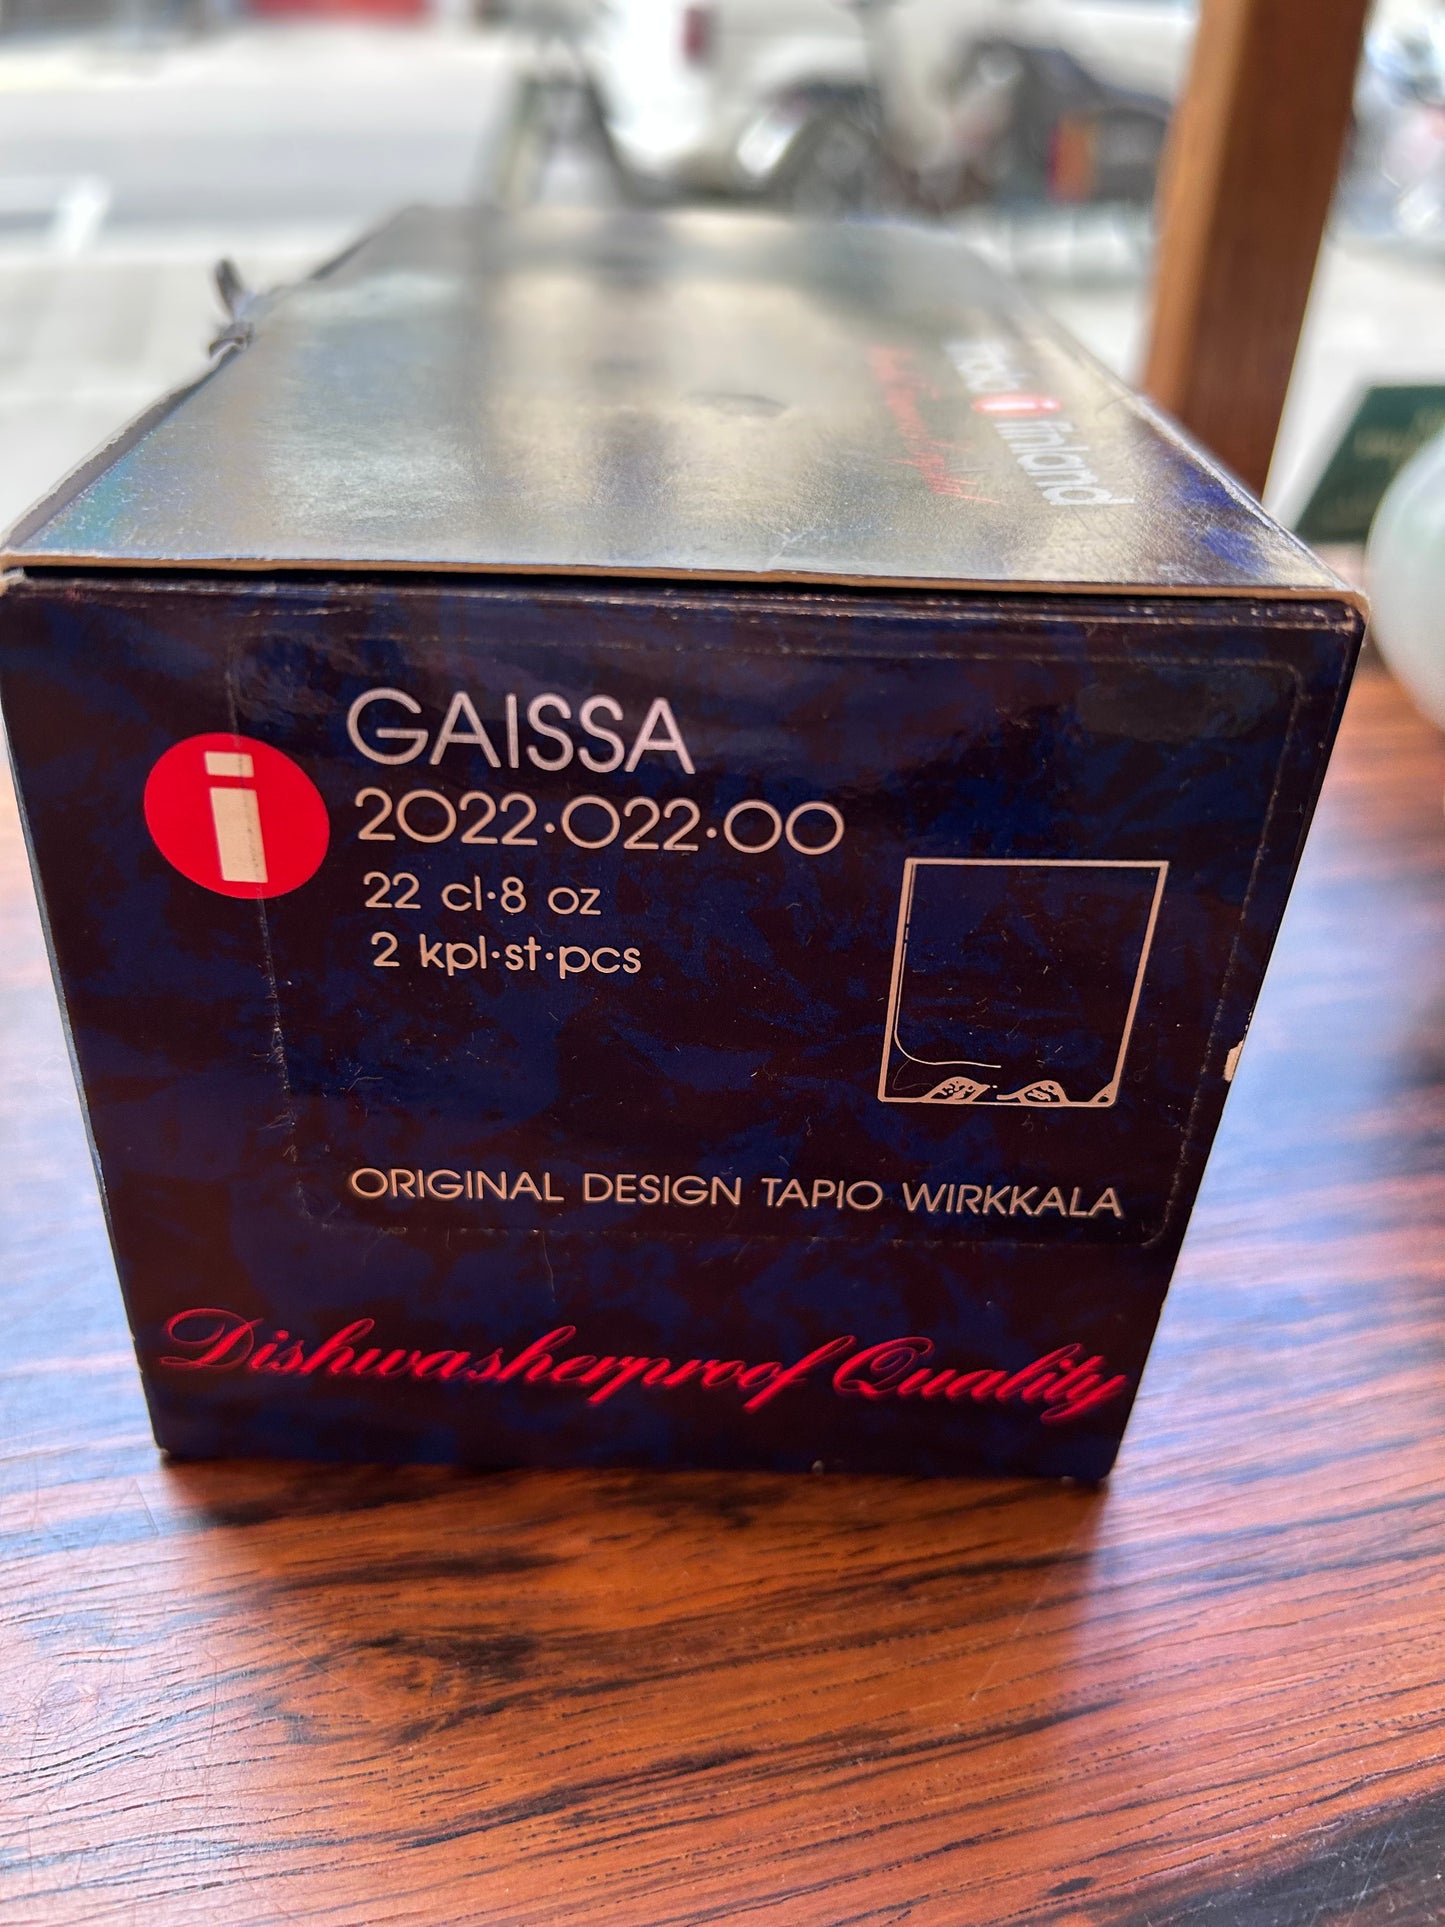 made i finland
GAISSA
i
2022·022·00
22 cl·8 oz
2 kpl·st·pcs
ORIGINAL DESIGN TAPIO WIRKKALA
Dishwasherproof Quality